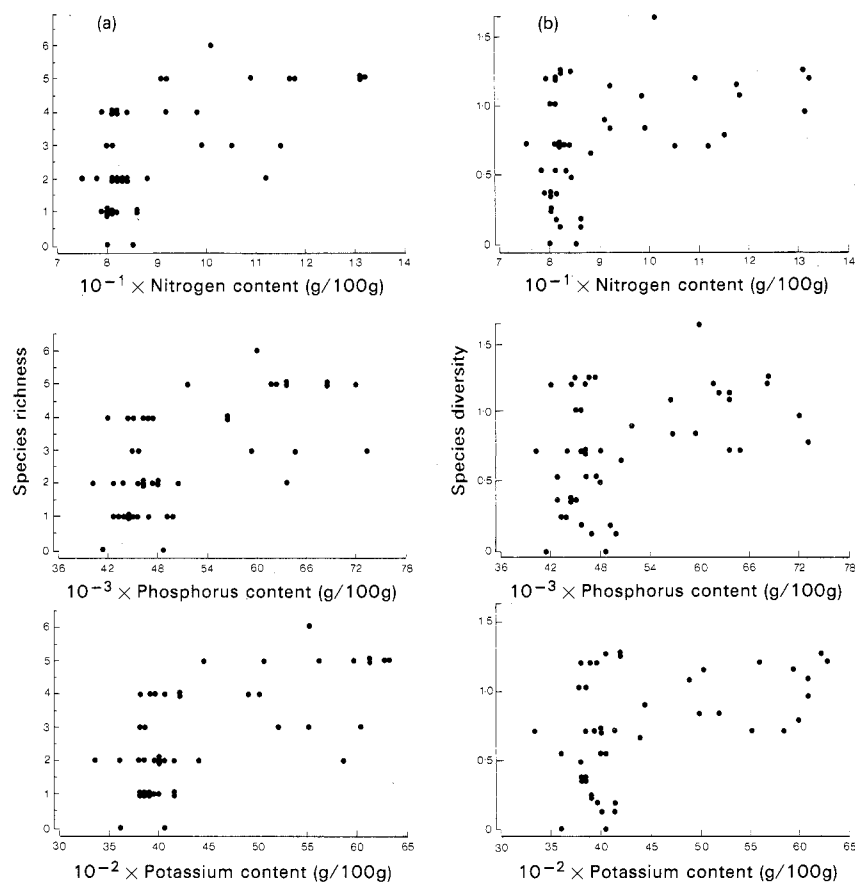 (a)
(b)
6
5
4
3
2
1
0
7 8 9 10 11 12 13 14
10⁻¹ × Nitrogen content (g/100g)
1·5
1·0
0·5
0
7 8 9 10 11 12 13 14
10⁻¹ × Nitrogen content (g/100g)
Species richness
6
5
4
3
2
1
0
36 42 48 54 60 66 72 78
10⁻³ × Phosphorus content (g/100g)
Species diversity
1·5
1·0
0·5
0
36 42 48 54 60 66 72 78
10⁻³ × Phosphorus content (g/100g)
6
5
4
3
2
1
0
30 35 40 45 50 55 60 65
10⁻² × Potassium content (g/100g)
1·5
1·0
0·5
0
30 35 40 45 50 55 60 65
10⁻² × Potassium content (g/100g)